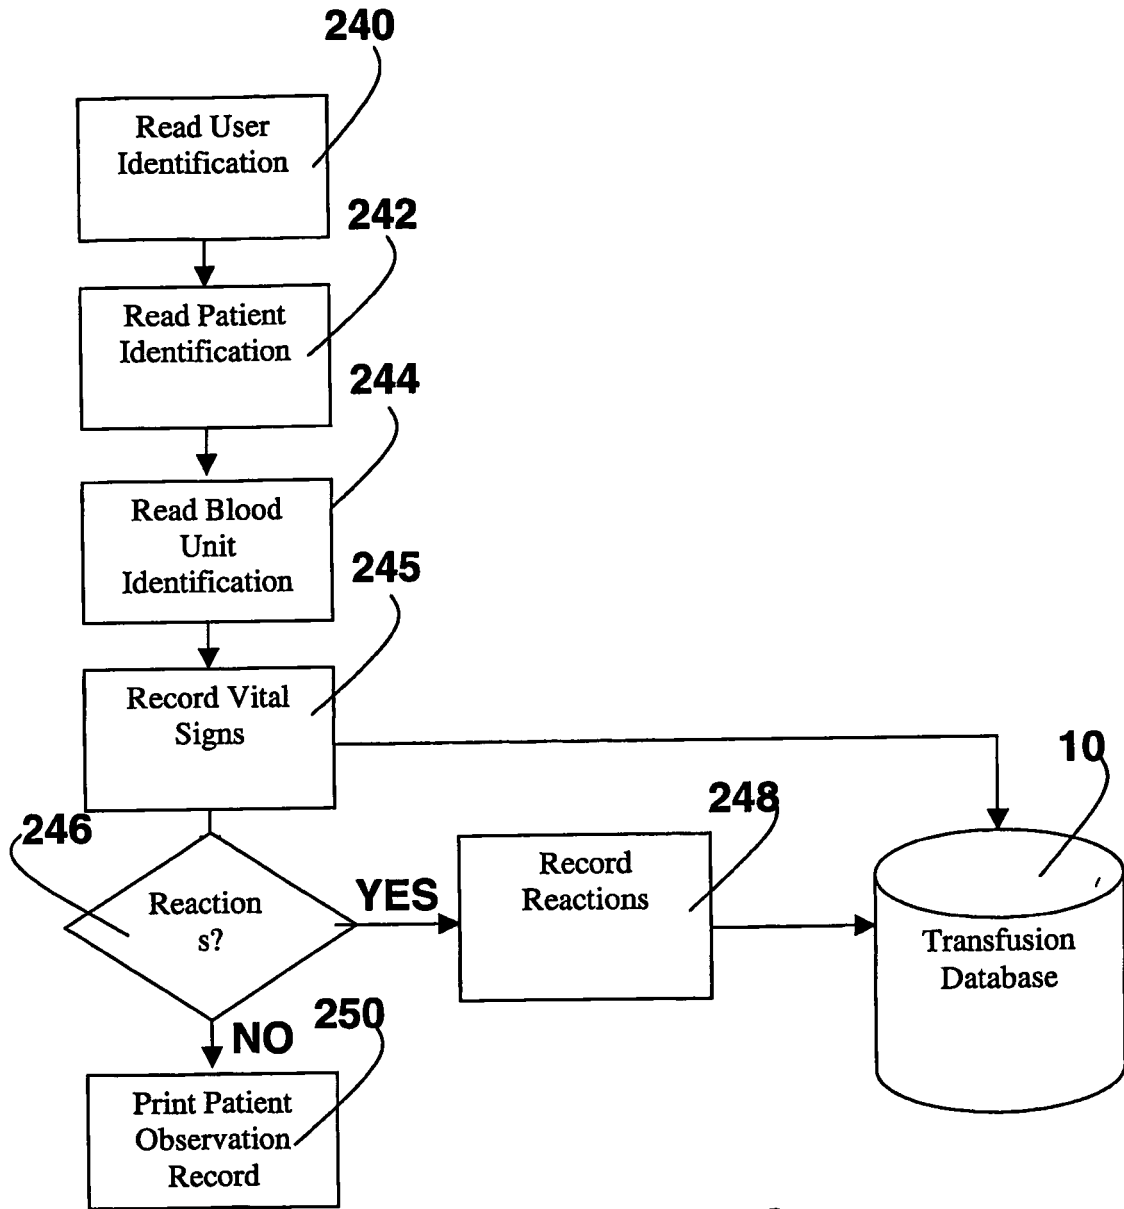 240
Read User
Identification
242
Read Patient
Identification
244
Read Blood
Unit
Identification
245
Record Vital
Signs
10
246
248
Reaction
s?
YES
Record
Reactions
Transfusion
Database
NO
250
Print Patient
Observation
Record